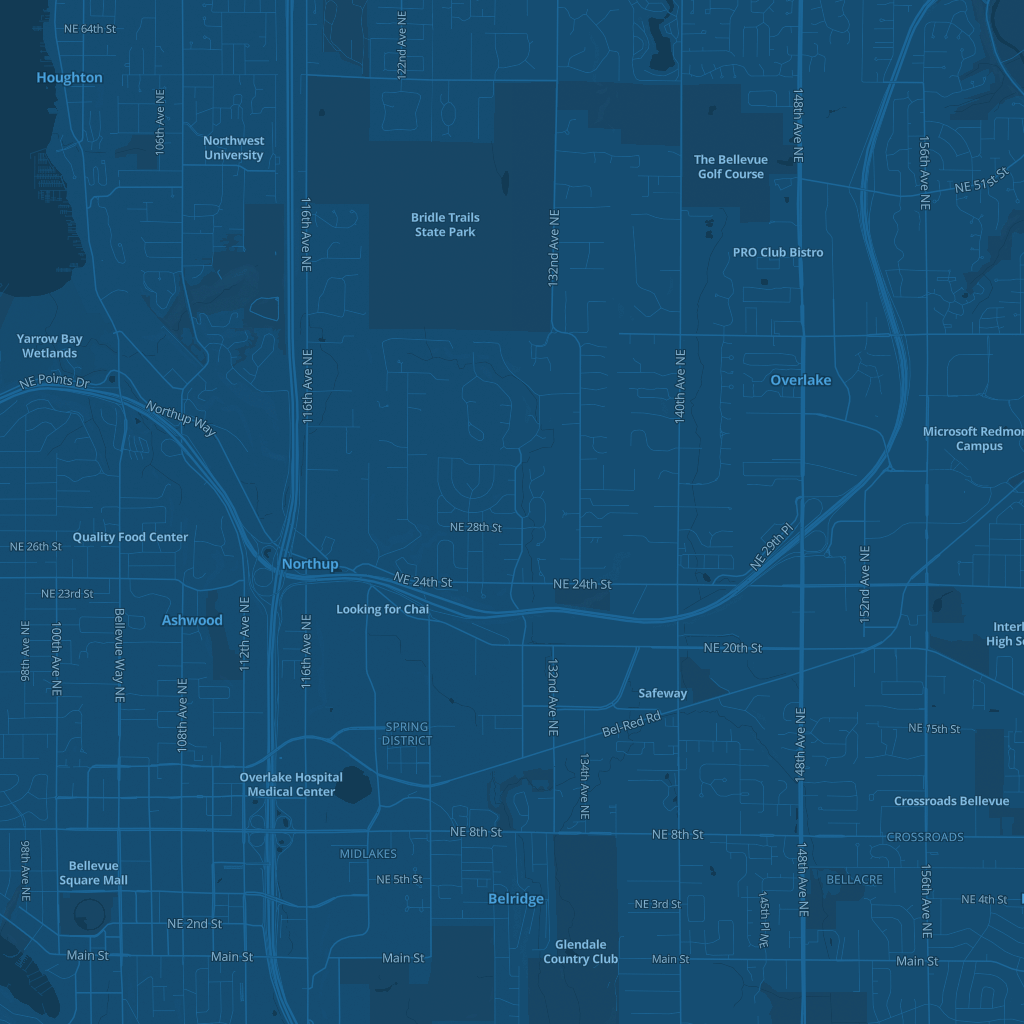 NE 64th St
122nd Ave NE
Houghton
106th Ave NE
148th Ave NE
Northwest
University
156th Ave NE
The Bellevue
Golf Course
NE 51st St
Bridle Trails
State Park
116th Ave NE
132nd Ave NE
PRO Club Bistro
Yarrow Bay
Wetlands
NE Points Dr
116th Ave NE
140th Ave NE
Overlake
Northup Way
Microsoft Redmon
Campus
NE 28th St
Quality Food Center
NE 26th St
NE 29th Pl
Northup
NE 24th St
NE 24th St
152nd Ave NE
NE 23rd St
Looking for Chai
Ashwood
112th Ave NE
98th Ave NE
100th Ave NE
Bellevue Way NE
116th Ave NE
Interl
High S
NE 20th St
108th Ave NE
132nd Ave NE
Safeway
Bel-Red Rd
SPRING
DISTRICT
148th Ave NE
NE 15th St
Overlake Hospital
Medical Center
134th Ave NE
Crossroads Bellevue
NE 8th St
NE 8th St
CROSSROADS
98th Ave NE
MIDLAKES
Bellevue
Square Mall
NE 5th St
148th Ave NE
BELLACRE
156th Ave NE
Belridge
NE 3rd St
145th Pl NE
NE 4th St
NE 2nd St
Main St
Main St
Main St
Glendale
Country Club
Main St
Main St